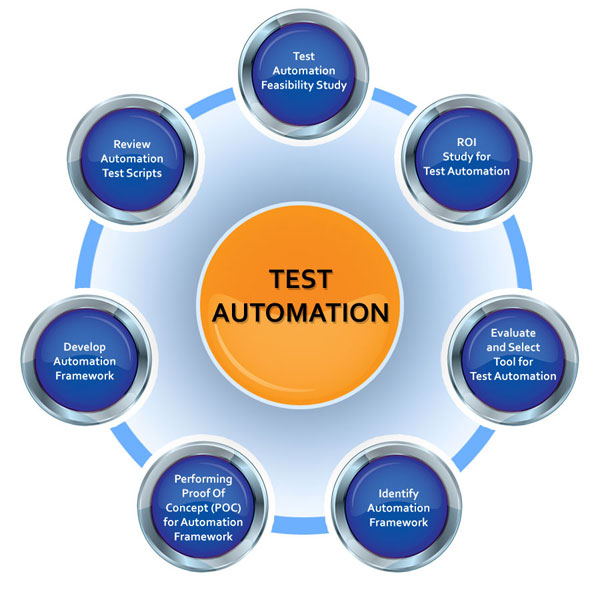 Test
Automation
Feasibility Study
ROI
Study for
Test Automation
Evaluate
and Select
Tool for
Test Automation
Identify
Automation
Framework
Performing
Proof Of
Concept (POC)
for Automation
Framework
Develop
Automation
Framework
Review
Automation
Test Scripts
TEST
AUTOMATION